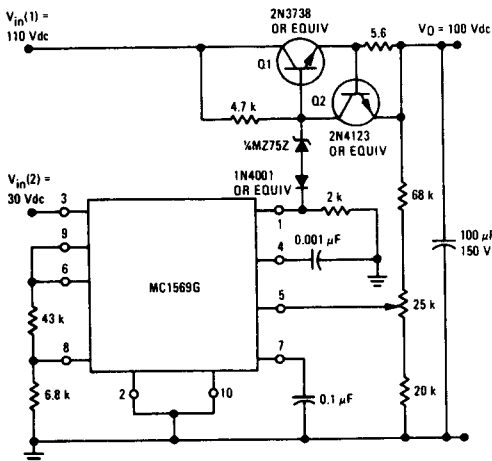 Vin(1) =
110 Vdc
2N3738
OR EQUIV
Q1
5.6
VO = 100 Vdc
Q2
4.7 k
2N4123
OR EQUIV
¼MZ75Z
1N4001
OR EQUIV
Vin(2) =
30 Vdc
3
9
6
8
43 k
6.8 k
MC1569G
1
4
5
7
2
10
2 k
0.001 µF
0.1 µF
68 k
25 k
20 k
100 µF
150 V